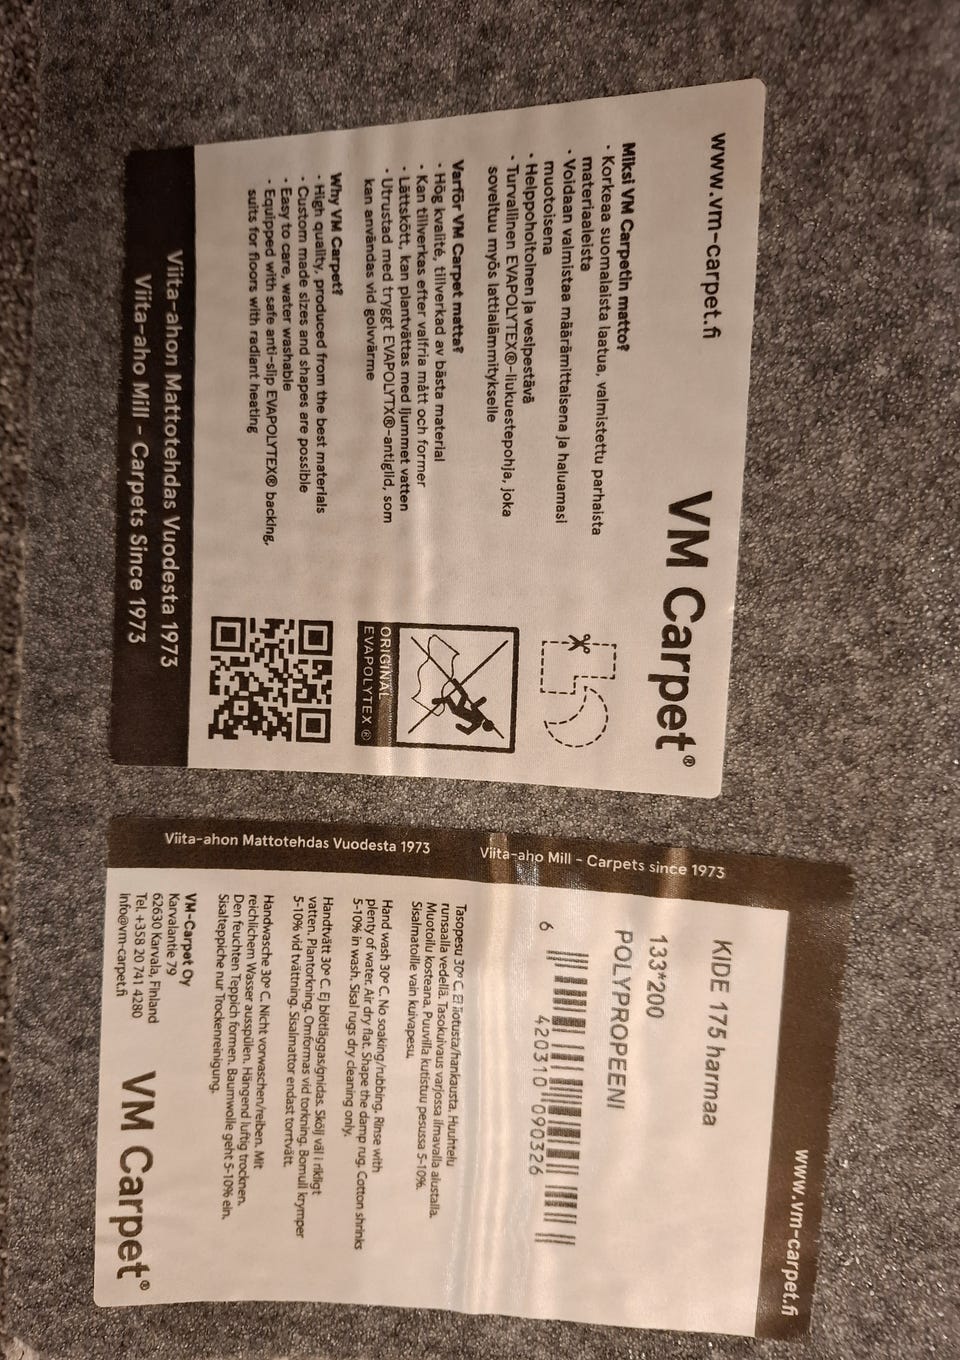 www.vm-carpet.fi
VM Carpet®
Miksi VM Carpetin matto?
• Korkeaa suomalaista laatua, valmistettu parhaista
materiaaleista
• Voidaan valmistaa määrämittaisena ja haluamasi
muotoisena
• Helppohoitoinen ja vesipestävä
• Turvallinen EVAPOLYTEX®-liukuestepohja, joka
soveltuu myös lattialämmitykselle
Varför VM Carpet matta?
• Hög kvalité, tillverkad av bästa material
• Kan tillverkas efter valfria mått och former
• Lättskött, kan plantvättas med ljummet vatten
• Utrustad med tryggt EVAPOLYTX®-antiglid, som
kan användas vid golvvärme
Why VM Carpet?
• High quality, produced from the best materials
• Custom made sizes and shapes are possible
• Easy to care, water washable
• Equipped with safe anti-slip EVAPOLYTEX® backing,
suits for floors with radiant heating
ORIGINAL
EVAPOLYTEX®
Viita-ahon Mattotehdas Vuodesta 1973
Viita-aho Mill - Carpets Since 1973
www.vm-carpet.fi
KIDE 175 harmaa
133*200
POLYPROPEENI
6 420310 090326
Viita-ahon Mattotehdas Vuodesta 1973
Viita-aho Mill - Carpets since 1973
Tasopesu 30° C. Ei liotusta/hankausta. Huuhtelu
runsaalla vedellä. Tasokuivaus varjossa ilmavalla alustalla.
Muotoilu kosteana. Puuvilla kutistuu pesussa 5-10%.
Sisalmatoille vain kuivapesu.
Hand wash 30° C. No soaking/rubbing. Rinse with
plenty of water. Air dry flat. Shape the damp rug. Cotton shrinks
5-10% in wash. Sisal rugs dry cleaning only.
Handtvätt 30° C. Ej blötläggas/gnidas. Skölj väl i rikligt
vatten. Plantorkning. Omformas vid torkning. Bomull krymper
5-10% vid tvättning. Sisalmattor endast torrtvätt.
Handwasche 30° C. Nicht vorwaschen/reiben. Mit
reichlichem Wasser ausspülen. Hängend luftig trocknen.
Den feuchten Teppich formen. Baumwolle geht 5-10% ein.
Sisalteppiche nur Trockenreinigung.
VM-Carpet Oy
Karvalantie 79
62630 Karvala, Finland
Tel. +358 20 741 4280
info@vm-carpet.fi
VM Carpet®